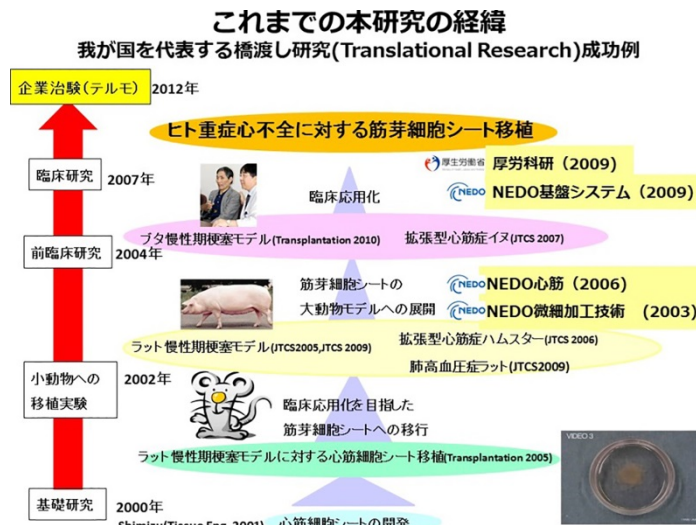 これまでの本研究の経緯
我が国を代表する橋渡し研究(Translational Research)成功例
企業治験(テルモ) 2012年
ヒト重症心不全に対する筋芽細胞シート移植
臨床研究 2007年
臨床応用化
厚生労働省 厚労科研(2009)
NEDO NEDO基盤システム(2009)
ブタ慢性期梗塞モデル(Transplantation 2010) 拡張型心筋症イヌ(JTCS 2007)
前臨床研究 2004年
筋芽細胞シートの
大動物モデルへの展開
NEDO NEDO心筋(2006)
NEDO NEDO微細加工技術 (2003)
ラット慢性期梗塞モデル(JTCS2005,JTCS 2009) 拡張型心筋症ハムスター(JTCS 2006)
肺高血圧症ラット(JTCS2009)
小動物への
移植実験
2002年
臨床応用化を目指した
筋芽細胞シートへの移行
ラット慢性期梗塞モデルに対する心筋細胞シート移植(Transplantation 2005)
VIDEO 3
基礎研究 2000年
Shimizu(Tissue Eng. 2001) 心筋細胞シートの開発